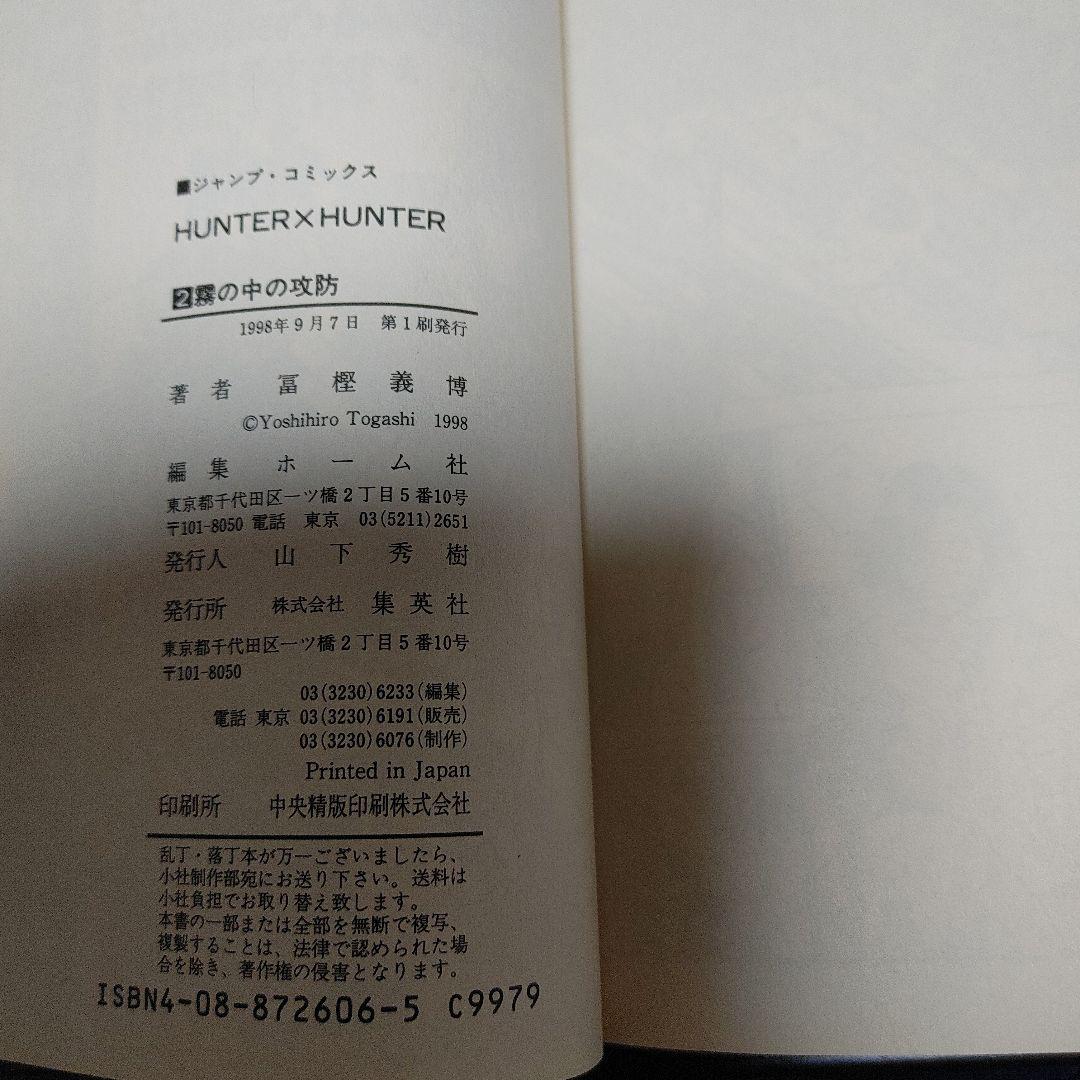 ■ジャンプ・コミックス
HUNTER×HUNTER
2霧の中の攻防
1998年9月7日 第1刷発行
著者 冨樫義博
©Yoshihiro Togashi 1998
編集 ホーム社
東京都千代田区一ツ橋2丁目5番10号
〒101-8050 電話 東京 03(5211)2651
発行人 山下秀樹
発行所 株式会社 集英社
東京都千代田区一ツ橋2丁目5番10号
〒101-8050
03(3230)6233(編集)
電話 東京 03(3230)6191(販売)
03(3230)6076(制作)
Printed in Japan
印刷所 中央精版印刷株式会社
乱丁・落丁本が万一ございましたら、
小社制作部宛にお送り下さい。送料は
小社負担でお取り替え致します。
本書の一部または全部を無断で複写、
複製することは、法律で認められた場
合を除き、著作権の侵害となります。
ISBN4-08-872606-5 C9979